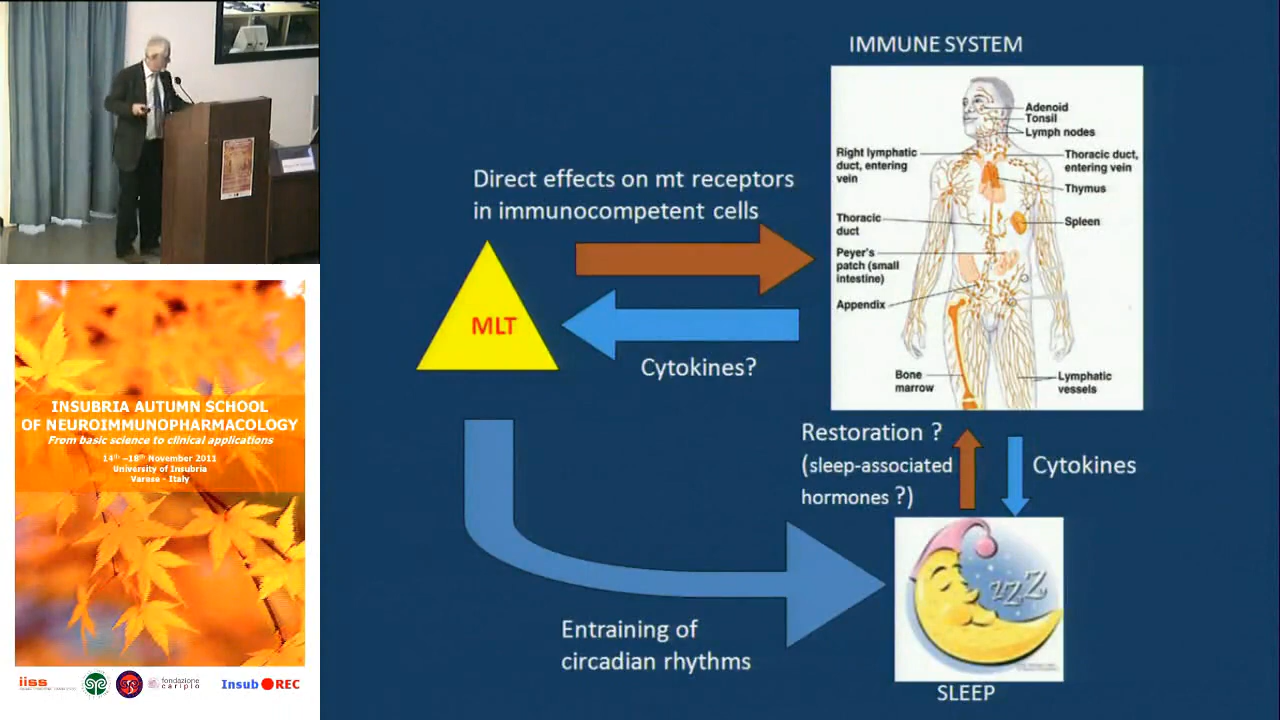 INSUBRIA AUTUMN SCHOOL
OF NEUROIMMUNOPHARMACOLOGY
From basic science to clinical applications
14th -18th November 2011
University of Insubria
Varese - Italy
iiss
fondazione
cariplo
Insub REC
IMMUNE SYSTEM
Adenoid
Tonsil
Lymph nodes
Right lymphatic
duct, entering
vein
Thoracic duct,
entering vein
Thymus
Thoracic
duct
Spleen
Peyer's
patch (small
intestine)
Appendix
Bone
marrow
Lymphatic
vessels
Direct effects on mt receptors
in immunocompetent cells
MLT
Cytokines?
Restoration ?
(sleep-associated
hormones ?)
Cytokines
zzZ
Entraining of
circadian rhythms
SLEEP